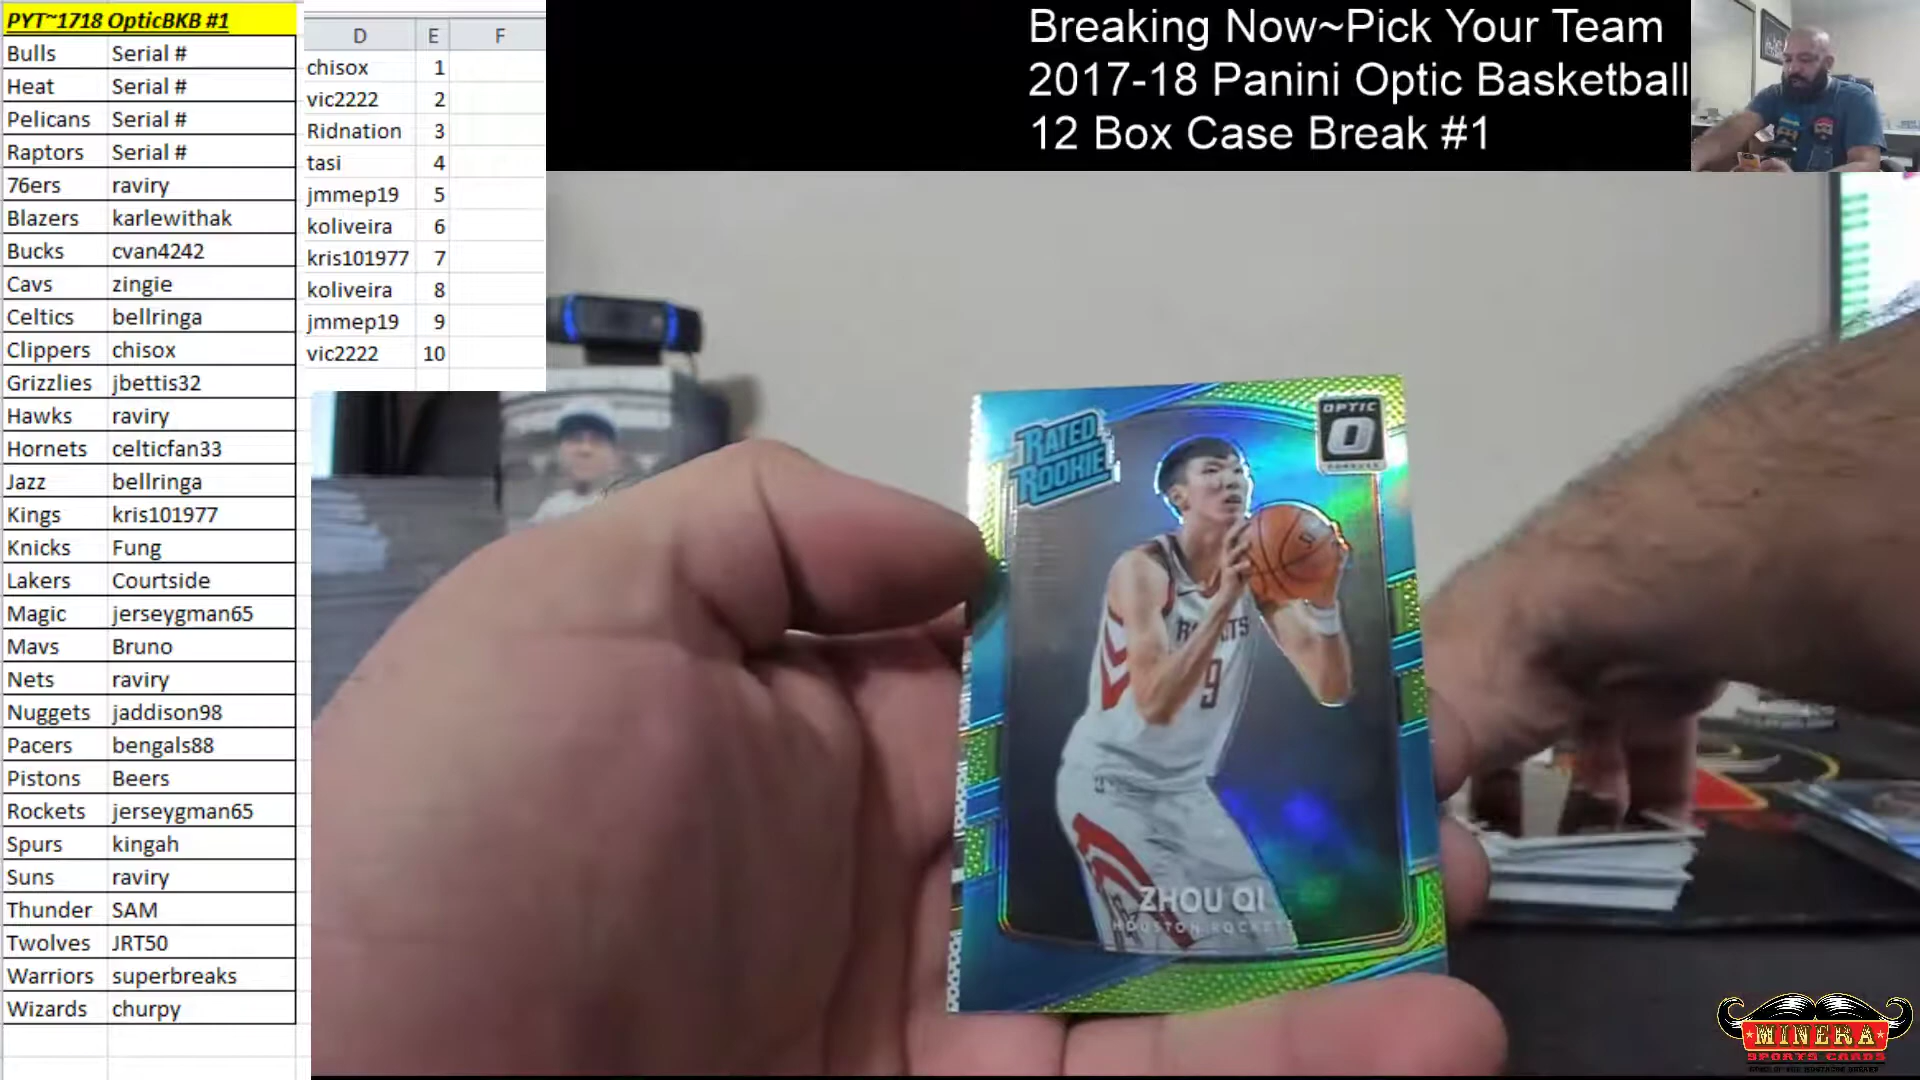 PYT~1718 OpticBKB #1
Bulls Serial #
Heat Serial #
Pelicans Serial #
Raptors Serial #
76ers raviry
Blazers karlewithak
Bucks cvan4242
Cavs zingie
Celtics bellringa
Clippers chisox
Grizzlies jbettis32
Hawks raviry
Hornets celticfan33
Jazz bellringa
Kings kris101977
Knicks Fung
Lakers Courtside
Magic jerseygman65
Mavs Bruno
Nets raviry
Nuggets jaddison98
Pacers bengals88
Pistons Beers
Rockets jerseygman65
Spurs kingah
Suns raviry
Thunder SAM
Twolves JRT50
Warriors superbreaks
Wizards churpy
D E F
chisox 1
vic2222 2
Ridnation 3
tasi 4
jmmep19 5
koliveira 6
kris101977 7
koliveira 8
jmmep19 9
vic2222 10
Breaking Now~Pick Your Team
2017-18 Panini Optic Basketball
12 Box Case Break #1
RATED
ROOKIE
OPTIC
9
ZHOU QI
HOUSTON ROCKETS
MINERA
SPORTS CARDS